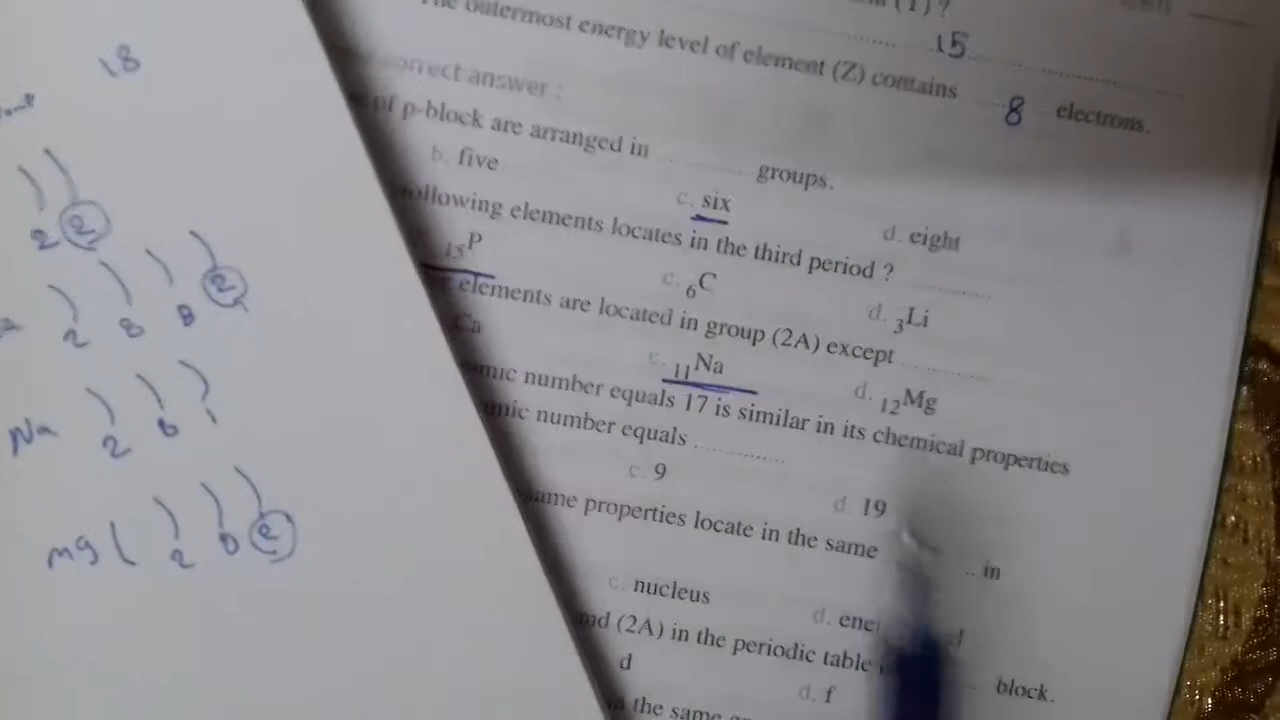 18
2 2
2 8 8 2
Na 2 8 1
mg 2 8 2
15
outermost energy level of element (Z) contains 8 electrons.
correct answer :
of p-block are arranged in .......... groups.
b. five c. six d. eight
following elements locates in the third period ? ..........
15P c. 6C d. 3Li
elements are located in group (2A) except ..........
Ca c. 11Na d. 12Mg
number equals 17 is similar in its chemical properties
number equals ..........
c. 9 d. 19
same properties locate in the same .. in
c. nucleus d.
and (2A) in the periodic table block.
d d. f
the same